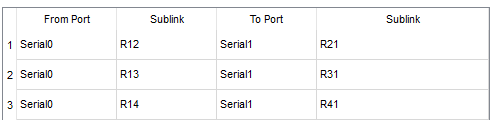 From Port Sublink To Port Sublink
1 Serial0 R12 Serial1 R21
2 Serial0 R13 Serial1 R31
3 Serial0 R14 Serial1 R41